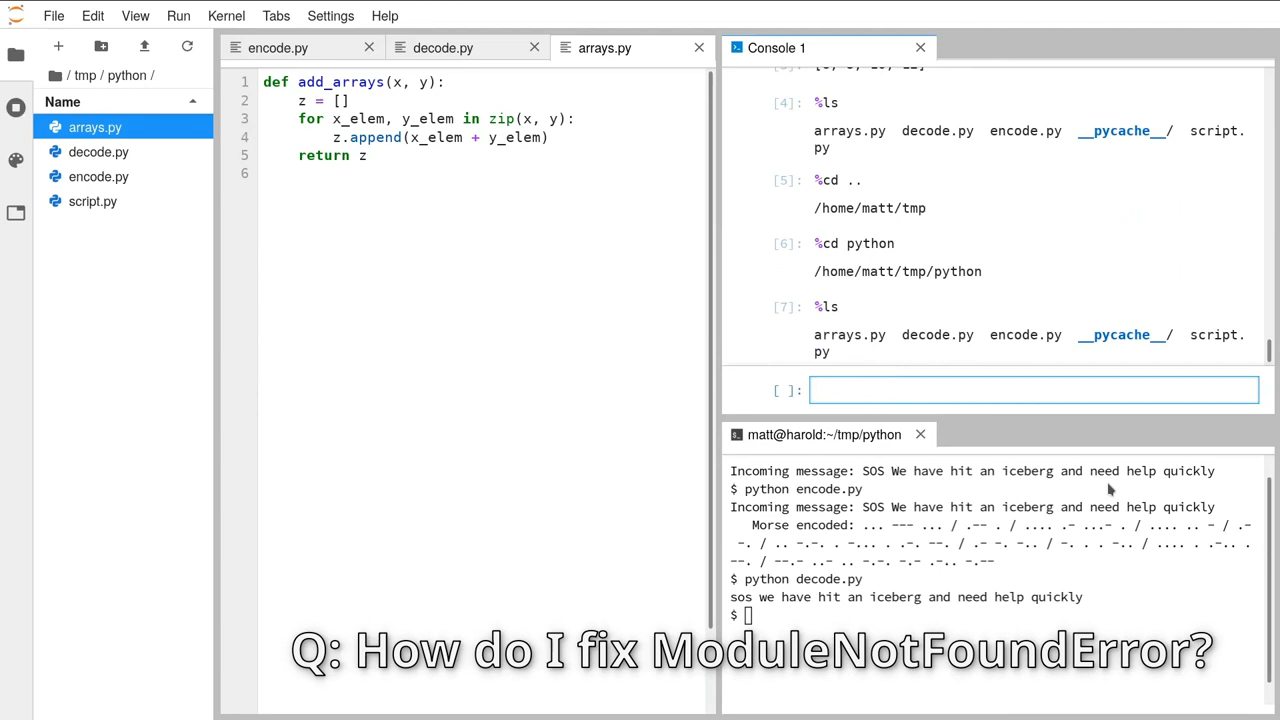 File Edit View Run Kernel Tabs Settings Help
/ tmp / python /
Name
arrays.py
decode.py
encode.py
script.py
encode.py
decode.py
arrays.py
1 def add_arrays(x, y):
2 z = []
3 for x_elem, y_elem in zip(x, y):
4 z.append(x_elem + y_elem)
5 return z
6
Console 1
[4]: %ls
arrays.py decode.py encode.py __pycache__/ script.
py
[5]: %cd ..
/home/matt/tmp
[6]: %cd python
/home/matt/tmp/python
[7]: %ls
arrays.py decode.py encode.py __pycache__/ script.
py
[ ]:
matt@harold:~/tmp/python
Incoming message: SOS We have hit an iceberg and need help quickly
$ python encode.py
Incoming message: SOS We have hit an iceberg and need help quickly
Morse encoded: ... --- ... / .-- . / .... .- ...- . / .... .. - / .-
-. / .. -.-. . -... . .-. --. / .- -. -.. / -. . . -.. / .... . .-.. .
--. / --.- ..- .. -.-. -.- .-.. -.--
$ python decode.py
sos we have hit an iceberg and need help quickly
$
Q: How do I fix ModuleNotFoundError?